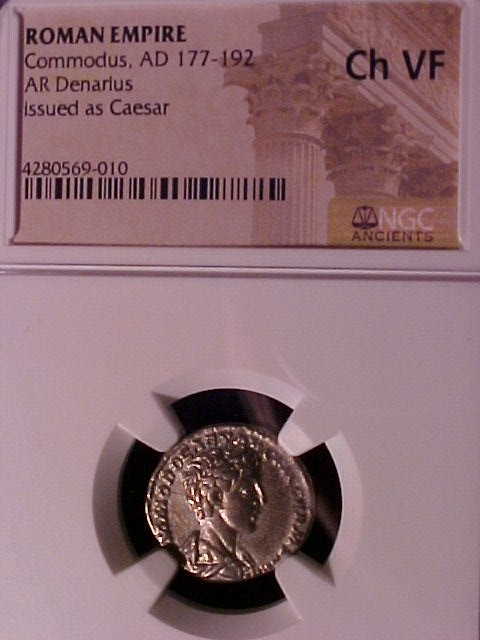 ROMAN EMPIRE
Commodus, AD 177-192
Ch VF
AR Denarius
issued as Caesar
4280569-010
NGC
ANCIENTS